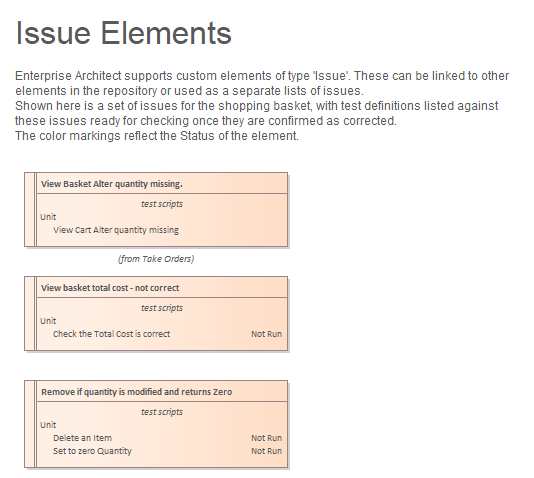 Issue Elements
Enterprise Architect supports custom elements of type 'Issue'. These can be linked to other
elements in the repository or used as a separate lists of issues.
Shown here is a set of issues for the shopping basket, with test definitions listed against
these issues ready for checking once they are confirmed as corrected.
The color markings reflect the Status of the element.
View Basket Alter quantity missing.
test scripts
Unit
View Cart Alter quantity missing
(from Take Orders)
View basket total cost - not correct
test scripts
Unit
Check the Total Cost is correct Not Run
Remove if quantity is modified and returns Zero
test scripts
Unit
Delete an Item Not Run
Set to zero Quantity Not Run